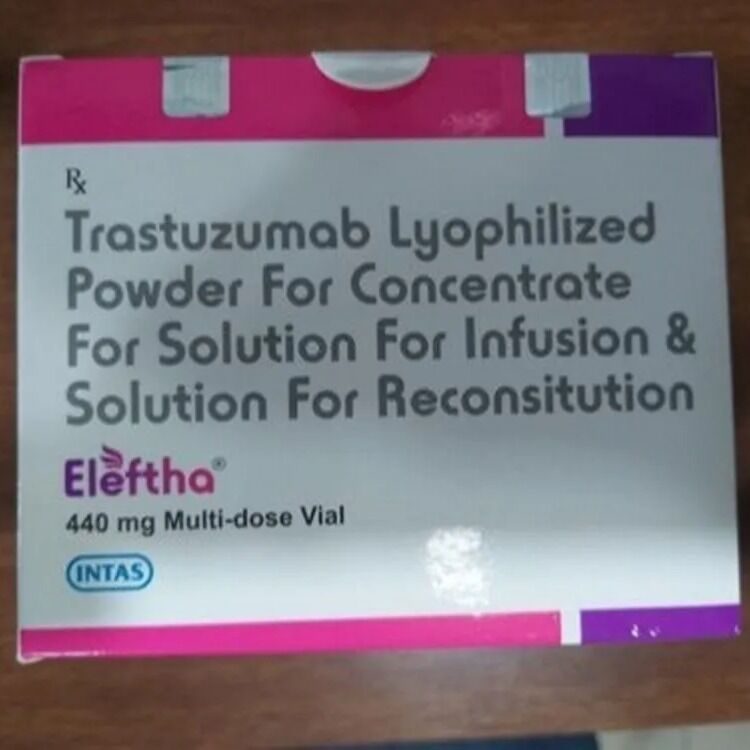 Rx
Trastuzumab Lyophilized
Powder For Concentrate
For Solution For Infusion &
Solution For Reconsitution
Eleftha®
440 mg Multi-dose Vial
INTAS